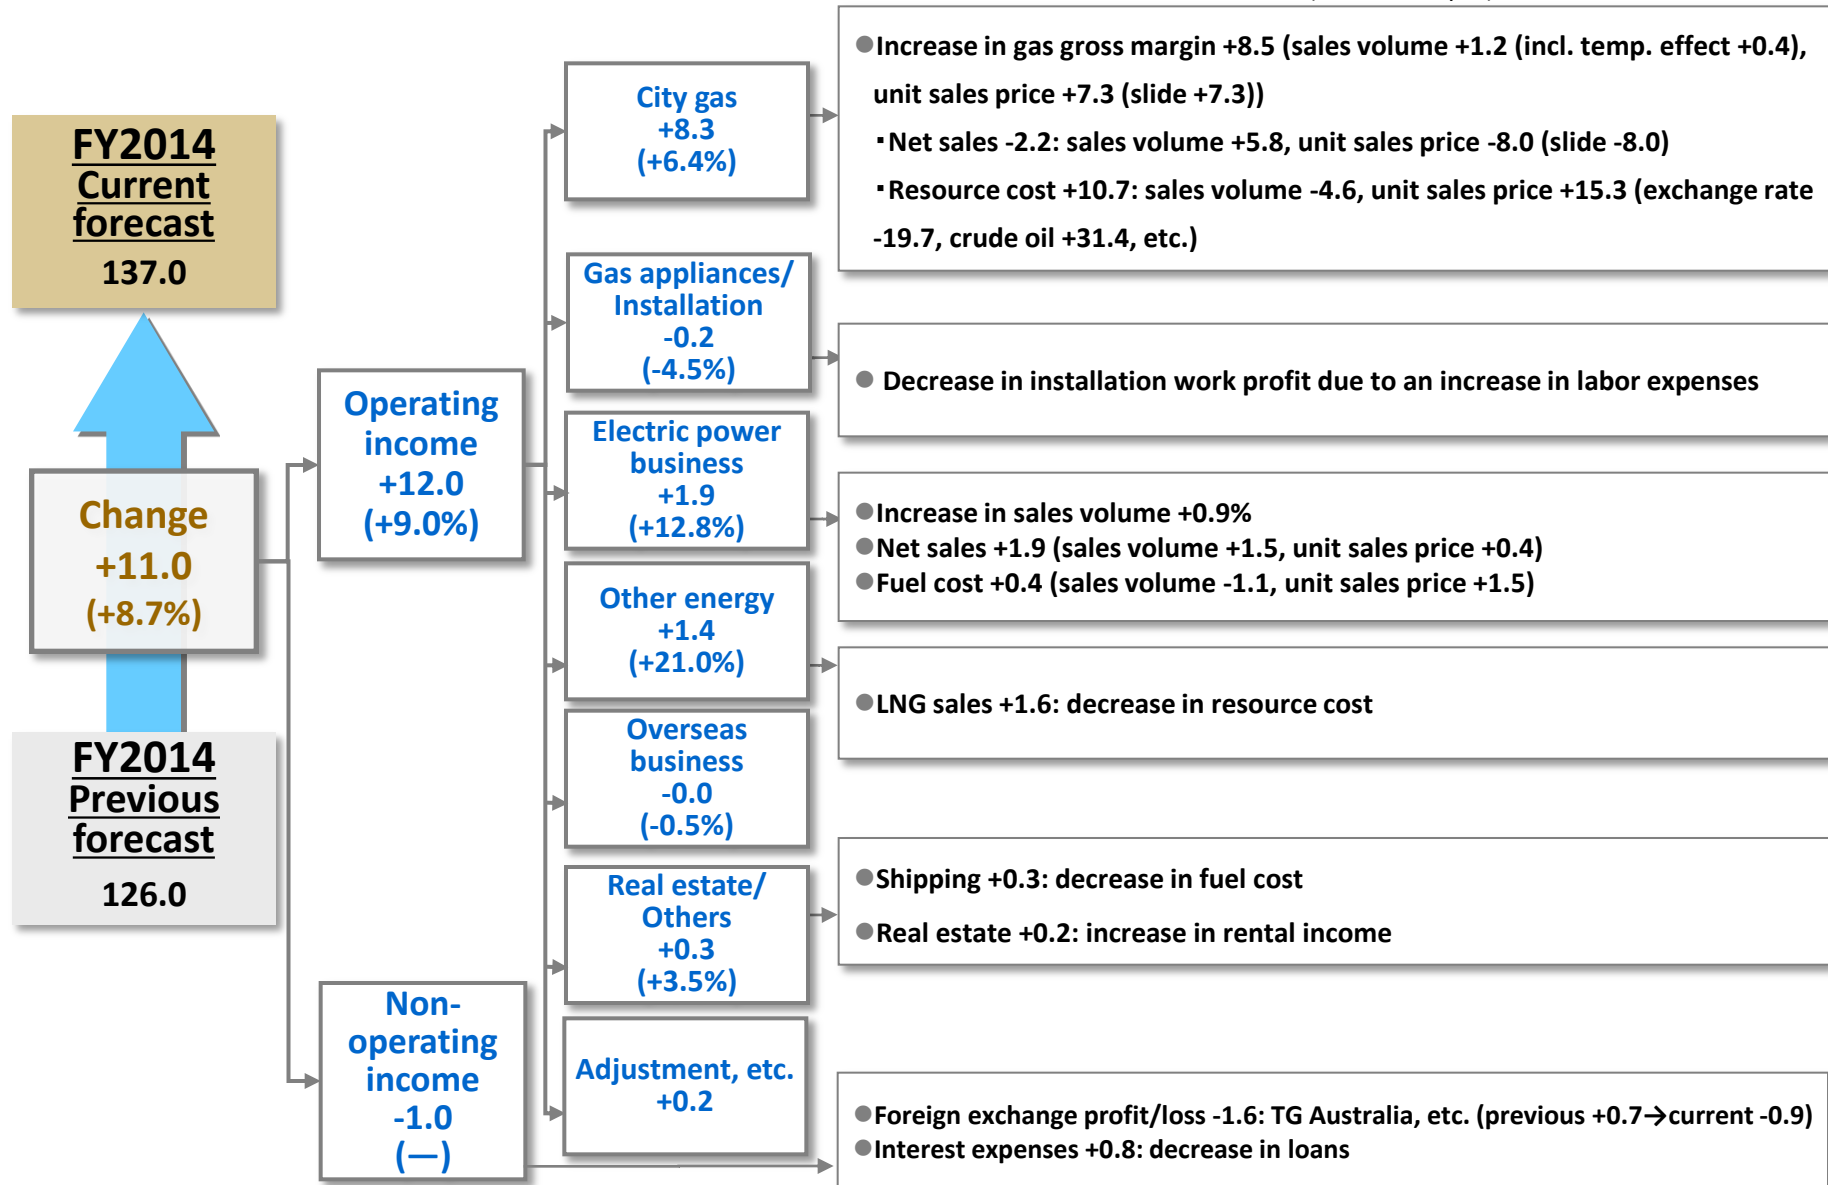 FY2014
Current
forecast
137.0
Change
+11.0
(+8.7%)
FY2014
Previous
forecast
126.0
Operating
income
+12.0
(+9.0%)
Non-
operating
income
-1.0
(—)
City gas
+8.3
(+6.4%)
Gas appliances/
Installation
-0.2
(-4.5%)
Electric power
business
+1.9
(+12.8%)
Other energy
+1.4
(+21.0%)
Overseas
business
-0.0
(-0.5%)
Real estate/
Others
+0.3
(+3.5%)
Adjustment, etc.
+0.2
●Increase in gas gross margin +8.5 (sales volume +1.2 (incl. temp. effect +0.4),
unit sales price +7.3 (slide +7.3))
・Net sales -2.2: sales volume +5.8, unit sales price -8.0 (slide -8.0)
・Resource cost +10.7: sales volume -4.6, unit sales price +15.3 (exchange rate
-19.7, crude oil +31.4, etc.)
● Decrease in installation work profit due to an increase in labor expenses
●Increase in sales volume +0.9%
●Net sales +1.9 (sales volume +1.5, unit sales price +0.4)
●Fuel cost +0.4 (sales volume -1.1, unit sales price +1.5)
●LNG sales +1.6: decrease in resource cost
●Shipping +0.3: decrease in fuel cost
●Real estate +0.2: increase in rental income
●Foreign exchange profit/loss -1.6: TG Australia, etc. (previous +0.7→current -0.9)
●Interest expenses +0.8: decrease in loans